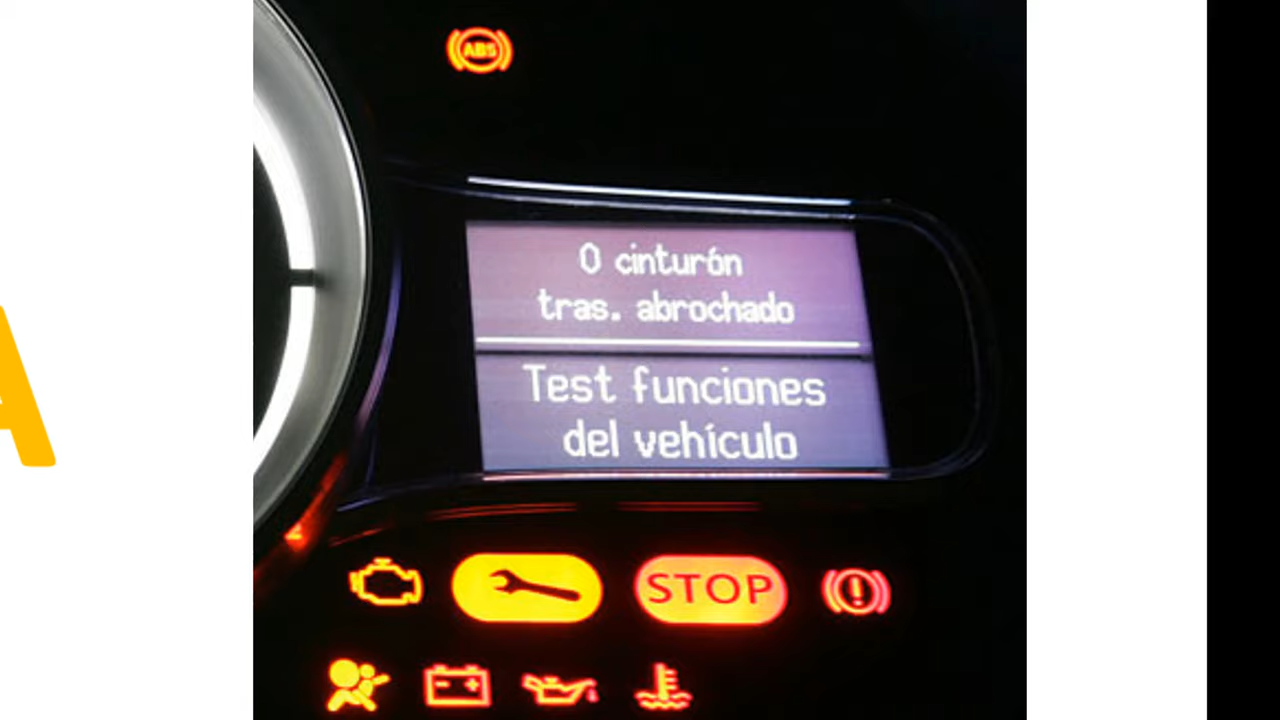 A
ABS
0 cinturón
tras. abrochado
Test funciones
del vehículo
STOP